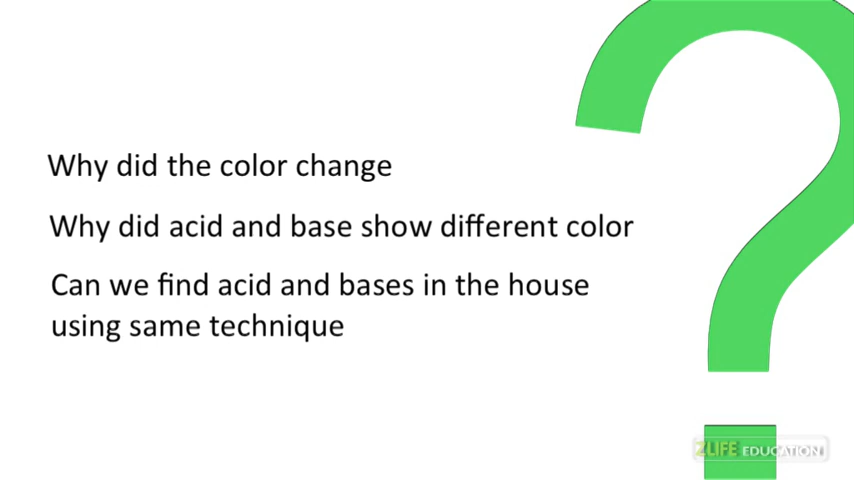 Why did the color change
Why did acid and base show different color
Can we find acid and bases in the house
using same technique
ZLIFE EDUCATION